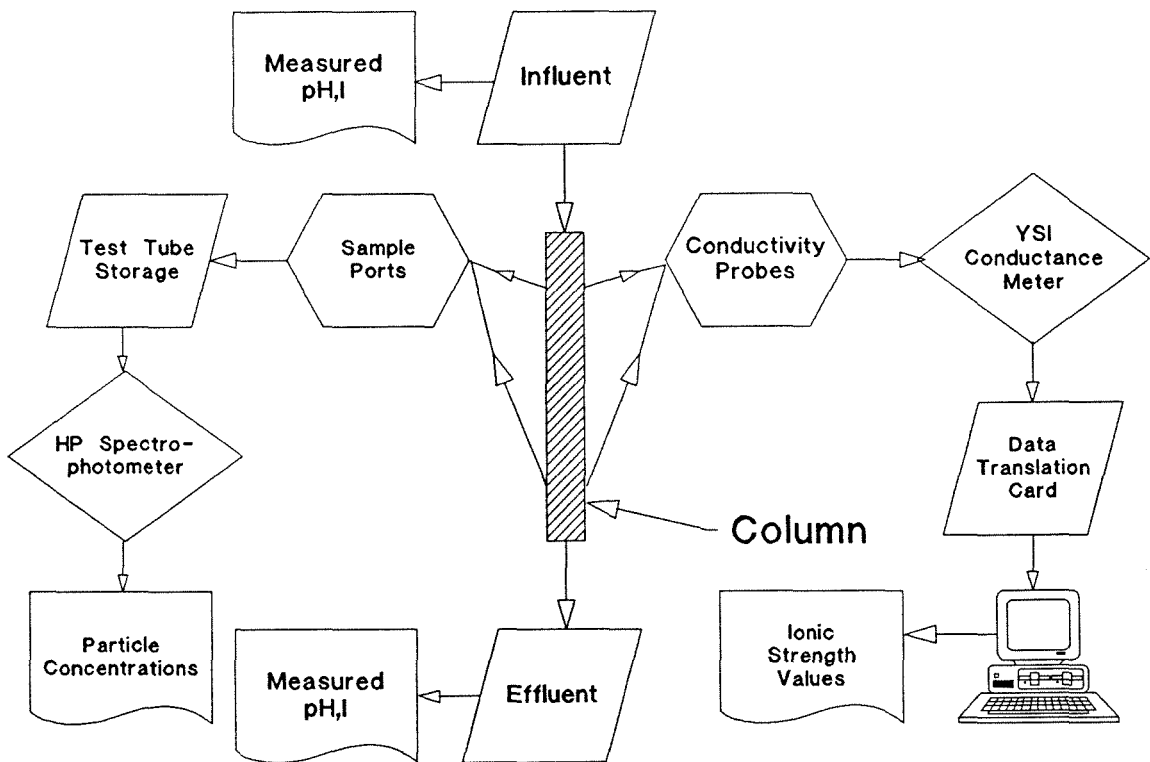 Measured
pH,I
Influent
Test Tube
Storage
Sample
Ports
Conductivity
Probes
YSI
Conductance
Meter
HP Spectro-
photometer
Data
Translation
Card
Column
Particle
Concentrations
Measured
pH,I
Effluent
Ionic
Strength
Values